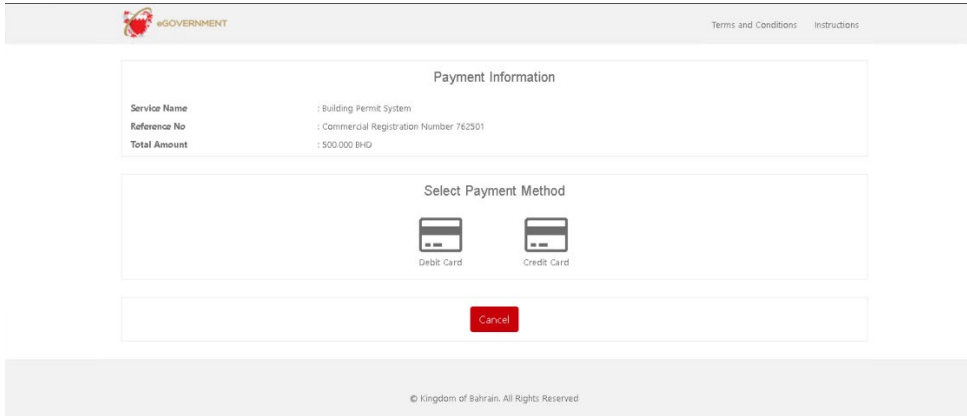 eGOVERNMENT
Terms and Conditions Instructions
Payment Information
Service Name : Building Permit System
Reference No : Commercial Registration Number 762501
Total Amount : 500.000 BHD
Select Payment Method
Debit Card Credit Card
Cancel
© Kingdom of Bahrain. All Rights Reserved